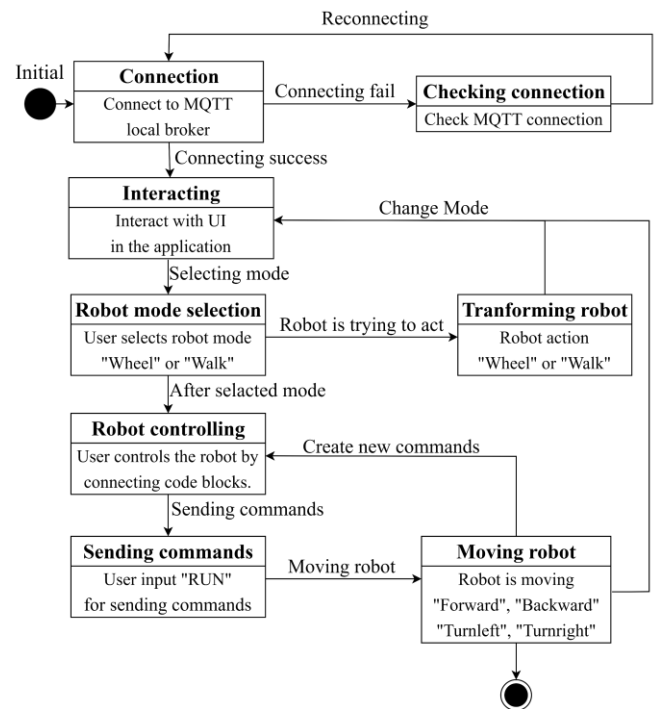 Reconnecting
Initial
Connection
Connect to MQTT
local broker
Connecting fail
Checking connection
Check MQTT connection
Connecting success
Interacting
Interact with UI
in the application
Change Mode
Selecting mode
Robot mode selection
User selects robot mode
"Wheel" or "Walk"
Robot is trying to act
Tranforming robot
Robot action
"Wheel" or "Walk"
After selacted mode
Robot controlling
User controls the robot by
connecting code blocks.
Create new commands
Sending commands
Sending commands
User input "RUN"
for sending commands
Moving robot
Moving robot
Robot is moving
"Forward", "Backward"
"Turnleft", "Turnright"